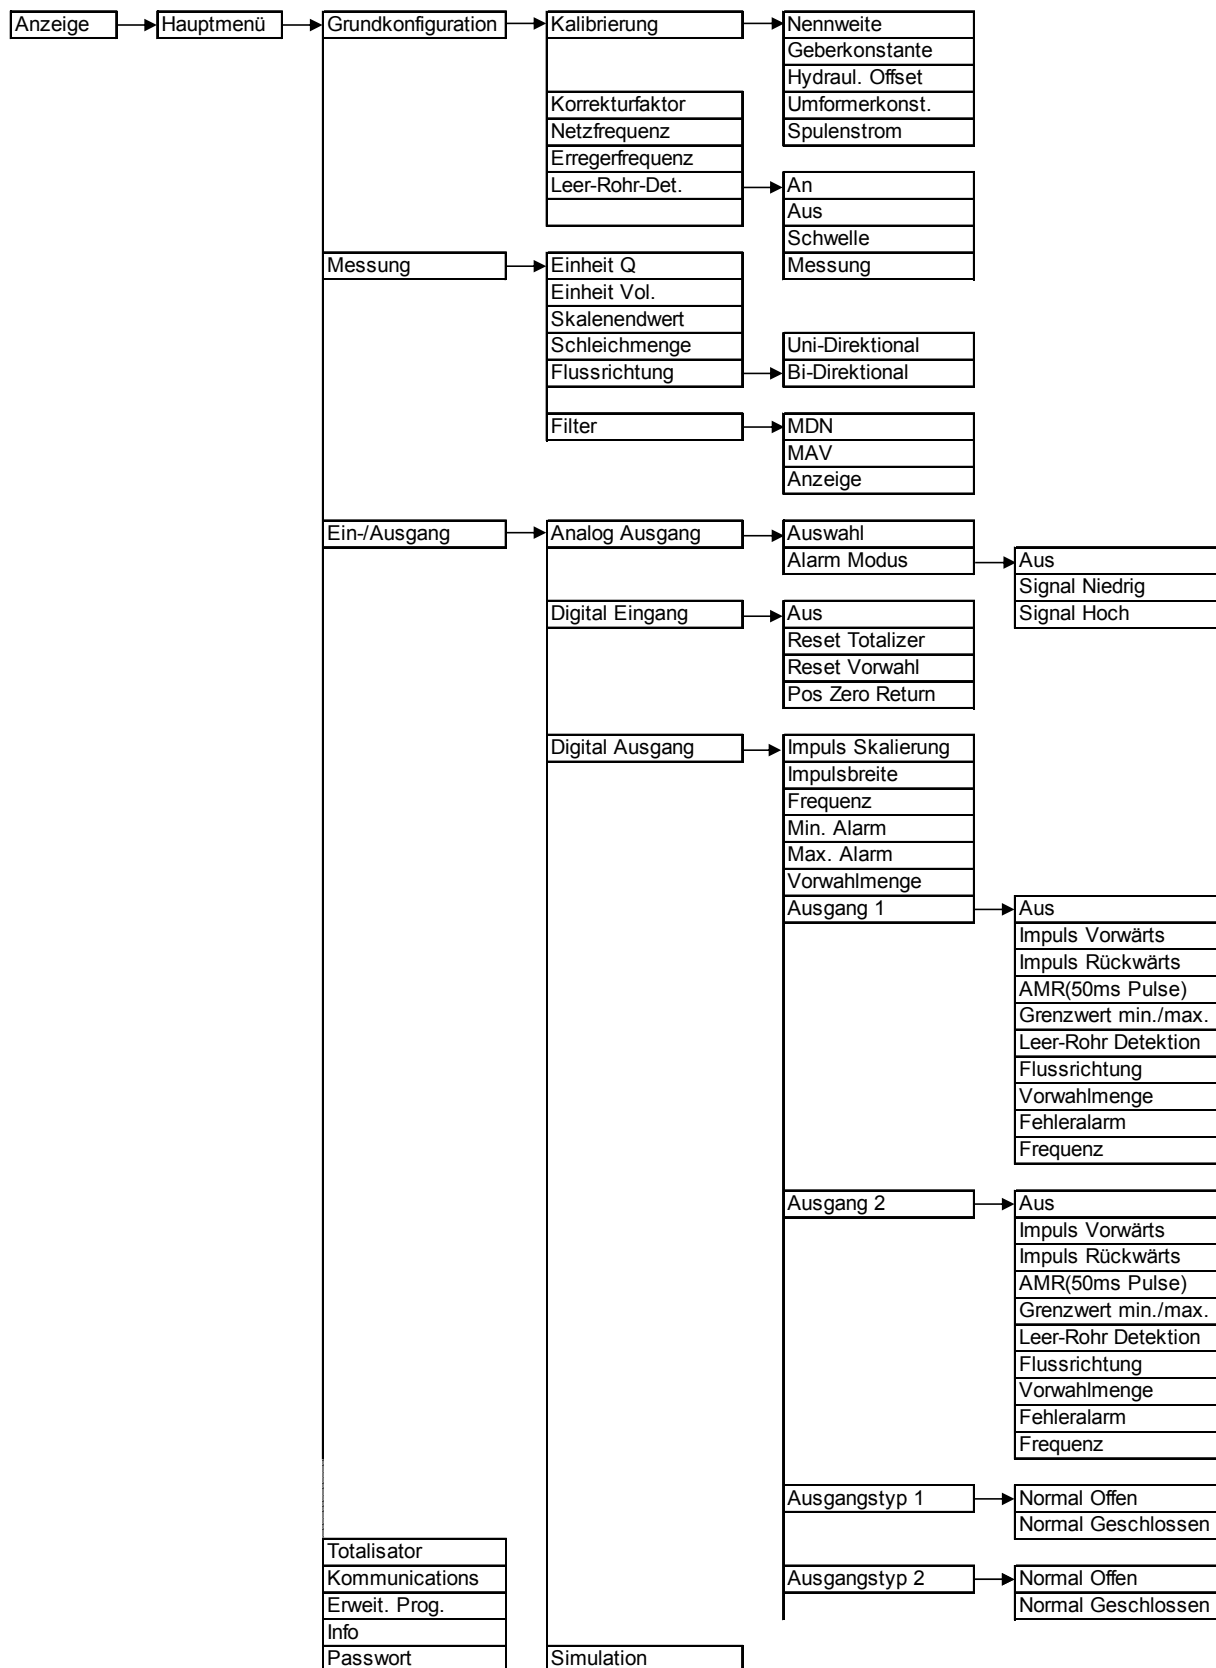 Anzeige
Hauptmenü
Grundkonfiguration
Kalibrierung
Nennweite
Geberkonstante
Hydraul. Offset
Umformerkonst.
Spulenstrom
Korrekturfaktor
Netzfrequenz
Erregerfrequenz
Leer-Rohr-Det.
An
Aus
Schwelle
Messung
Messung
Einheit Q
Einheit Vol.
Skalenendwert
Schleichmenge
Flussrichtung
Uni-Direktional
Bi-Direktional
Filter
MDN
MAV
Anzeige
Ein-/Ausgang
Analog Ausgang
Auswahl
Alarm Modus
Aus
Signal Niedrig
Signal Hoch
Digital Eingang
Aus
Reset Totalizer
Reset Vorwahl
Pos Zero Return
Digital Ausgang
Impuls Skalierung
Impulsbreite
Frequenz
Min. Alarm
Max. Alarm
Vorwahlmenge
Ausgang 1
Aus
Impuls Vorwärts
Impuls Rückwärts
AMR(50ms Pulse)
Grenzwert min./max.
Leer-Rohr Detektion
Flussrichtung
Vorwahlmenge
Fehleralarm
Frequenz
Ausgang 2
Aus
Impuls Vorwärts
Impuls Rückwärts
AMR(50ms Pulse)
Grenzwert min./max.
Leer-Rohr Detektion
Flussrichtung
Vorwahlmenge
Fehleralarm
Frequenz
Ausgangstyp 1
Normal Offen
Normal Geschlossen
Ausgangstyp 2
Normal Offen
Normal Geschlossen
Simulation
Totalisator
Kommunications
Erweit. Prog.
Info
Passwort